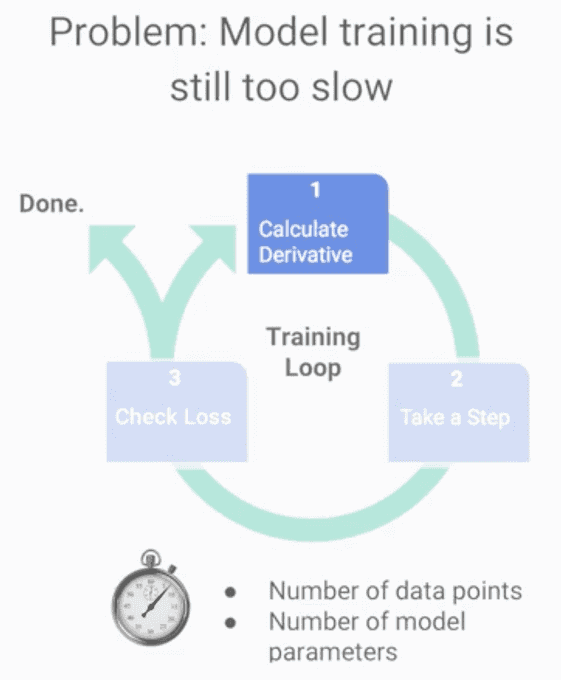 Problem: Model training is
still too slow
Done.
1
Calculate
Derivative
Training
Loop
3
Check Loss
2
Take a Step
● Number of data points
● Number of model
parameters